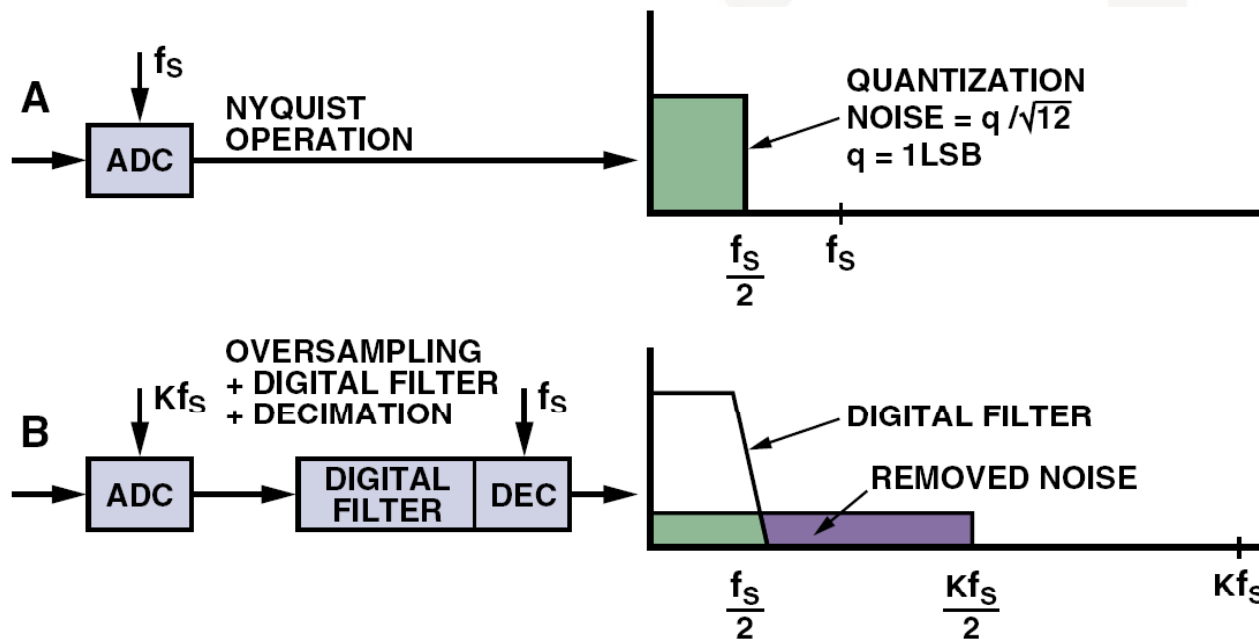 A
fS
ADC
NYQUIST
OPERATION
QUANTIZATION
NOISE = q /√12
q = 1LSB
fS
2
fS
B
KfS
ADC
OVERSAMPLING
+ DIGITAL FILTER
+ DECIMATION
fS
DIGITAL
FILTER
DEC
DIGITAL FILTER
REMOVED NOISE
fS
2
KfS
2
KfS